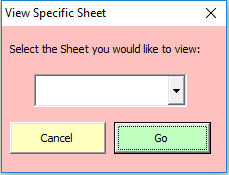 View Specific Sheet
Select the Sheet you would like to view:
Cancel
Go